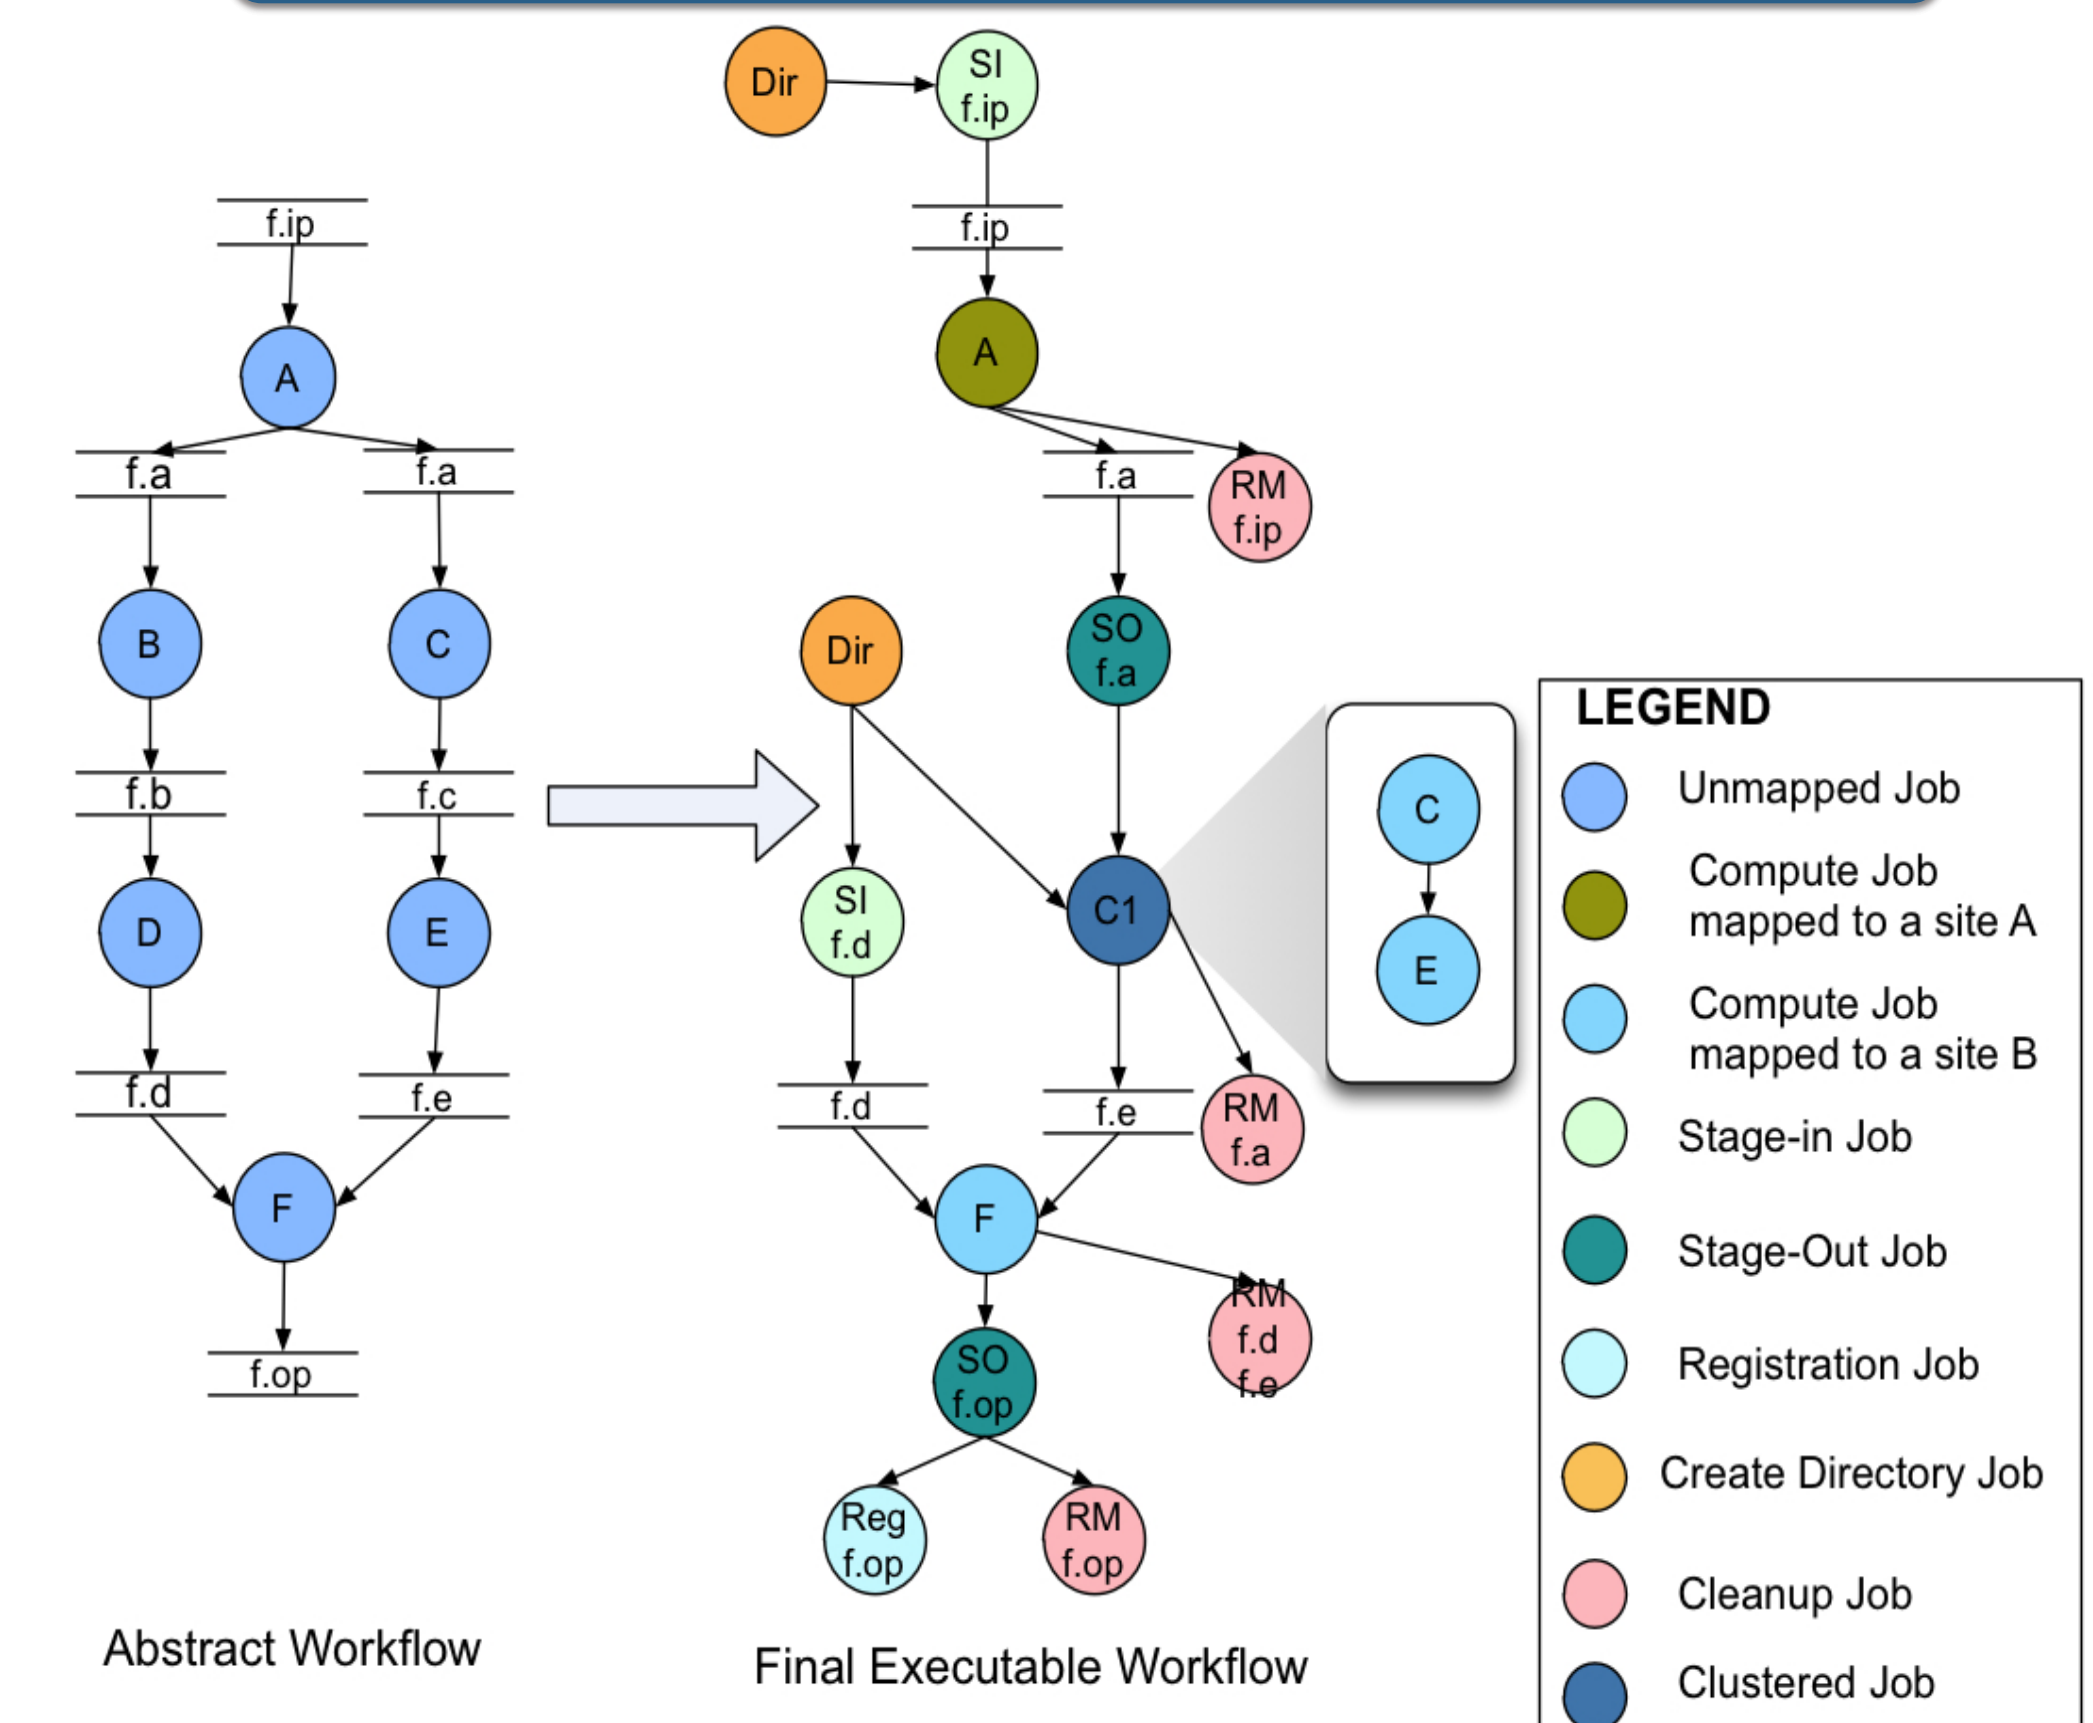 f.ip
A
f.a
f.a
B
C
f.b
f.c
D
E
f.d
f.e
F
f.op
Abstract Workflow
Dir
SI
f.ip
f.ip
A
f.a
RM
f.ip
Dir
SO
f.a
SI
f.d
C1
C
E
f.d
f.e
RM
f.a
F
RM
f.d
f.e
SO
f.op
Reg
f.op
RM
f.op
Final Executable Workflow
LEGEND
Unmapped Job
Compute Job
mapped to a site A
Compute Job
mapped to a site B
Stage-in Job
Stage-Out Job
Registration Job
Create Directory Job
Cleanup Job
Clustered Job